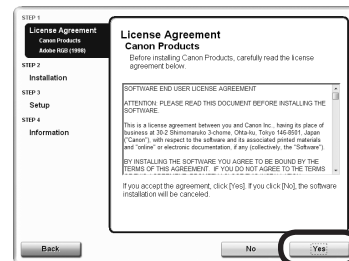 STEP 1
License Agreement
Canon Products
Adobe RGB (1998)
STEP 2
Installation
STEP 3
Setup
STEP 4
Information
License Agreement
Canon Products
Before installing Canon Products, carefully read the license
agreement below.
SOFTWARE END USER LICENSE AGREEMENT
ATTENTION: PLEASE READ THIS DOCUMENT BEFORE INSTALLING THE
SOFTWARE.
This is a license agreement between you and Canon Inc., having its place of
business at 30-2 Shimomaruko 3-chome, Ohta-ku, Tokyo 146-8501, Japan
("Canon"), with respect to the software and its associated printed materials
and "online" or electronic documentation, if any (collectively, the "Software").
BY INSTALLING THE SOFTWARE YOU AGREE TO BE BOUND BY THE
TERMS OF THIS AGREEMENT. IF YOU DO NOT AGREE TO THE TERMS
If you accept the agreement, click [Yes]. If you click [No], the software
installation will be canceled.
Back
No
Yes